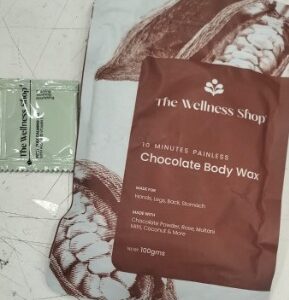 The Wellness Shop
The Wellness Shop
10 MINUTES PAINLESS
Chocolate Body Wax
MADE FOR
Hands, Legs, Back, Stomach
MADE WITH
Chocolate Powder, Rose, Multani
Mitti, Coconut & More
100gms